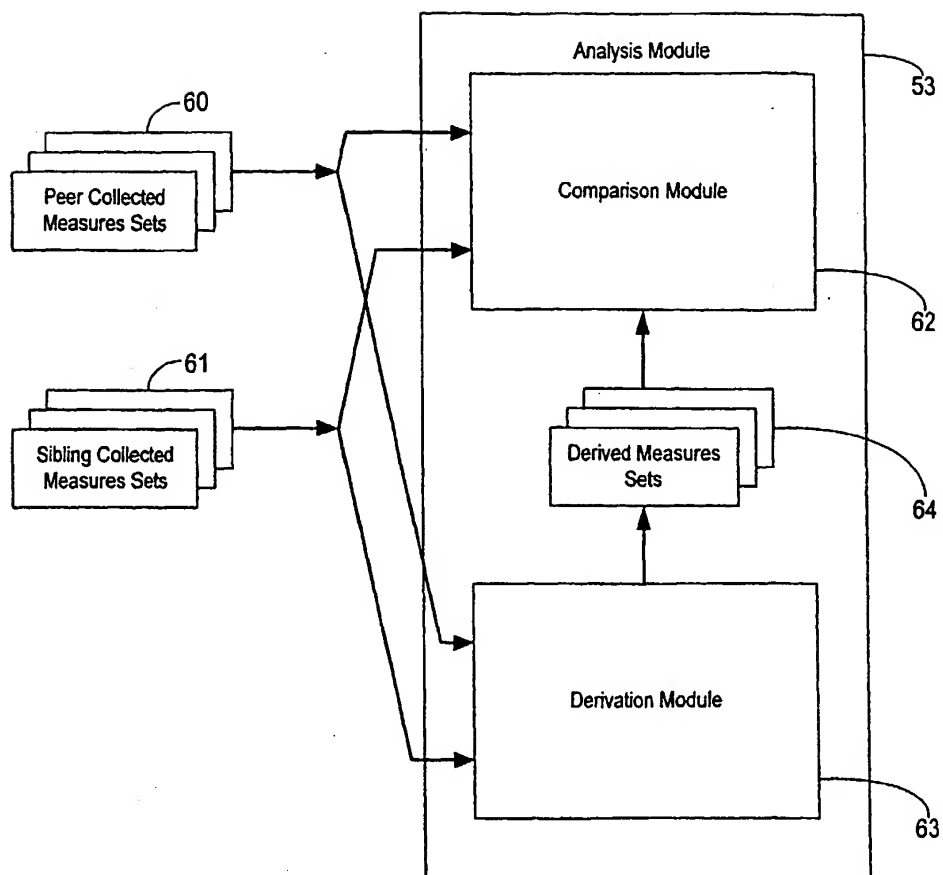 Analysis Module
53
60
Peer Collected
Measures Sets
Comparison Module
62
61
Sibling Collected
Measures Sets
Derived Measures
Sets
64
Derivation Module
63